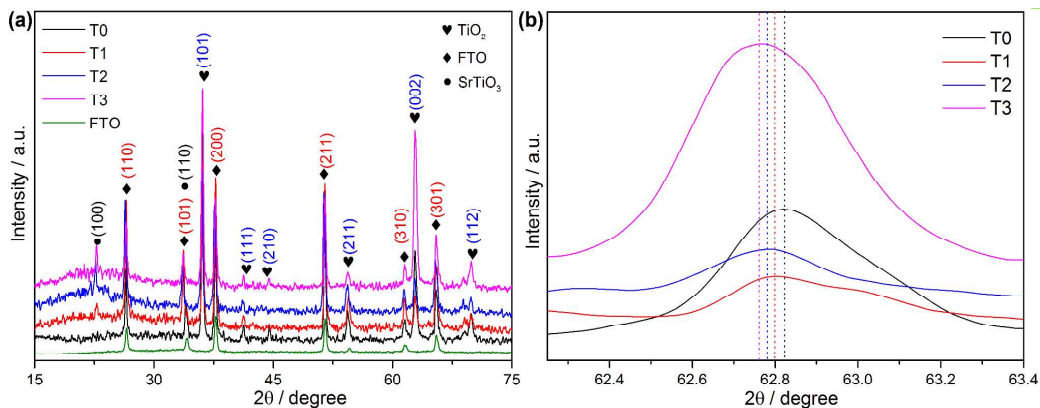 (a)
T0
T1
T2
T3
FTO
TiO₂
FTO
SrTiO₃
(100)
(110)
(110)
(101)
(101)
(200)
(111)
(210)
(211)
(211)
(310)
(002)
(301)
(112)
Intensity / a.u.
15 30 45 60 75
2θ / degree
(b)
T0
T1
T2
T3
Intensity / a.u.
62.4 62.6 62.8 63.0 63.2 63.4
2θ / degree